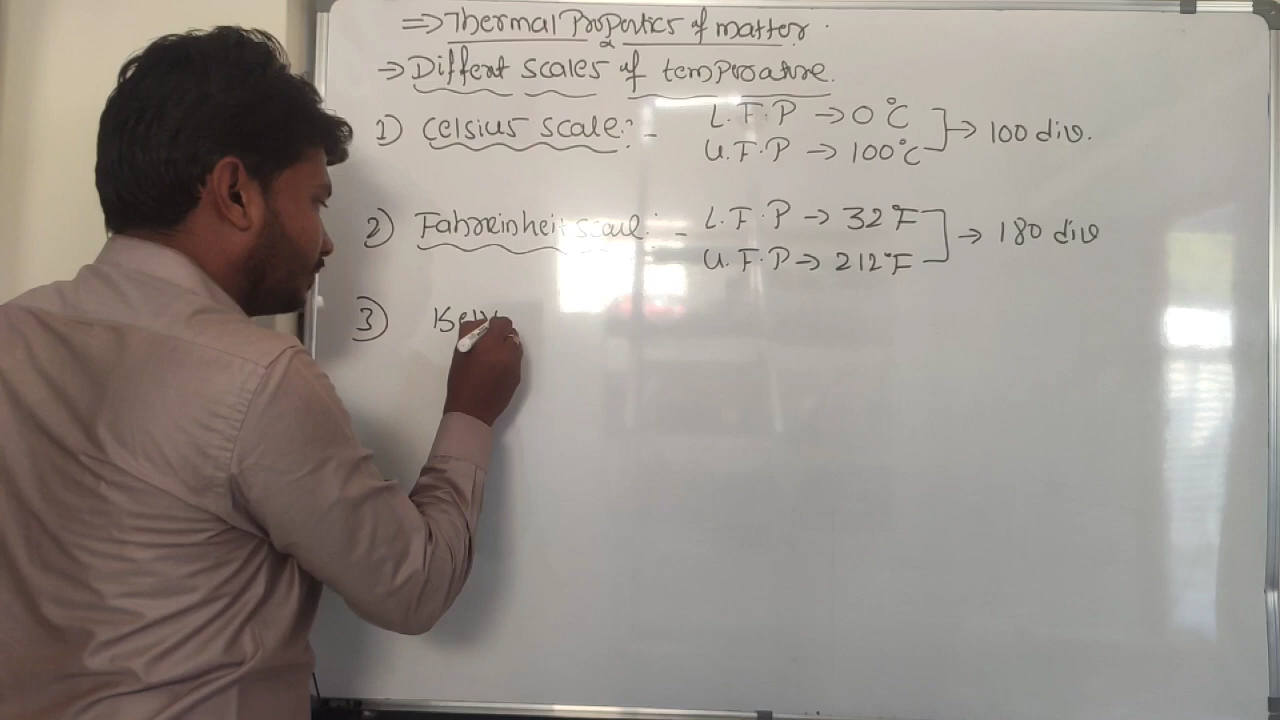 ⇒ Thermal Properties of matter.
→ Different scales of temperature.
1) Celsius scale:- L.F.P → 0°C
U.F.P → 100°C → 100 div.
2) Fahreinheit scale:- L.F.P → 32°F
U.F.P → 212°F → 180 div
3) Kelv